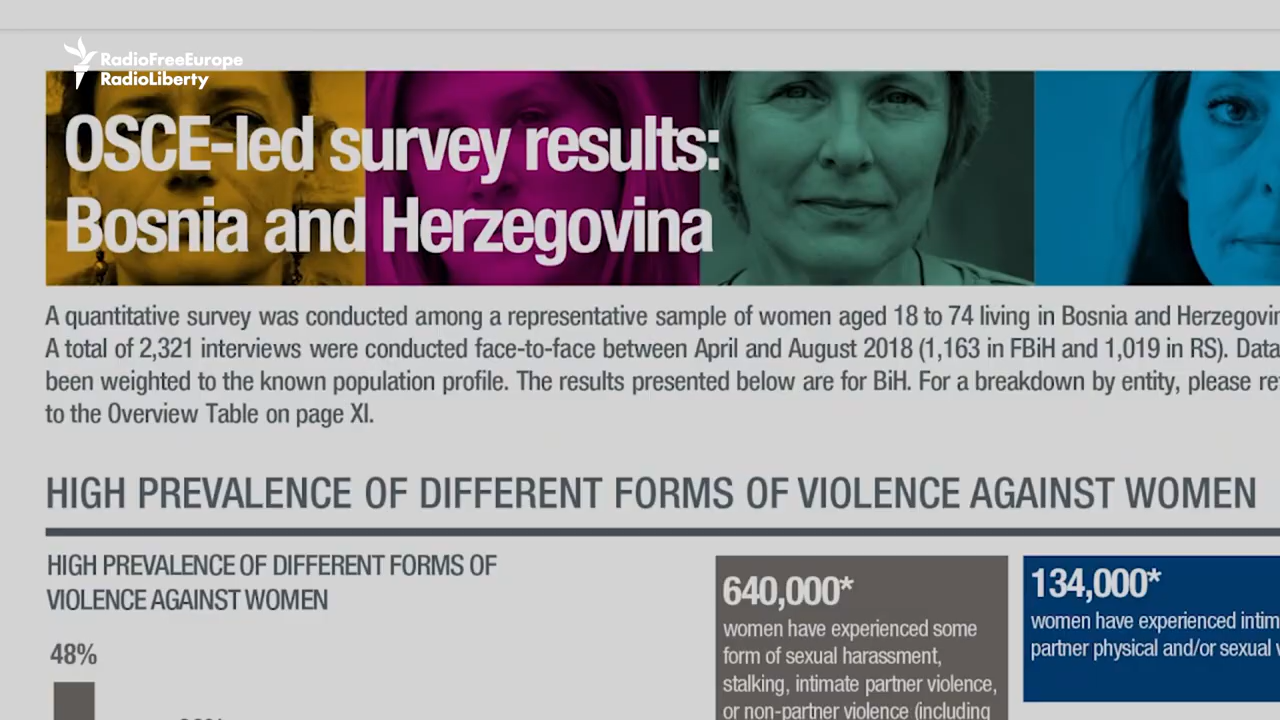 RadioFreeEurope
RadioLiberty
OSCE-led survey results:
Bosnia and Herzegovina
A quantitative survey was conducted among a representative sample of women aged 18 to 74 living in Bosnia and
A total of 2,321 interviews were conducted face-to-face between April and August 2018 (1,163 in FBiH and 1,019 in RS). Data
been weighted to the known population profile. The results presented below are for BiH. For a breakdown by entity, please
to the Overview Table on page XI.
HIGH PREVALENCE OF DIFFERENT FORMS OF VIOLENCE AGAINST WOMEN
HIGH PREVALENCE OF DIFFERENT FORMS OF
VIOLENCE AGAINST WOMEN
48%
640,000*
women have experienced some
form of sexual harassment,
stalking, intimate partner violence,
or non-partner violence (including
134,000*
women have experienced
partner physical and/or sexual